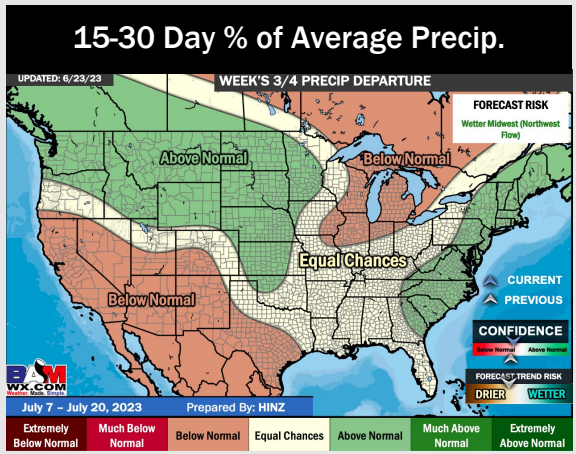 15-30 Day % of Average Precip.
UPDATED: 6/23/23
WEEK'S 3/4 PRECIP DEPARTURE
FORECAST RISK
Wetter Midwest (Northwest
Flow)
Above Normal
Below Normal
Equal Chances
Below Normal
CURRENT
PREVIOUS
CONFIDENCE
Below Normal
Above Normal
FORECAST TREND RISK
DRIER
WETTER
BAM
WX.COM
Weather. Made. Simple.
July 7 – July 20, 2023
Prepared By: HINZ
Extremely
Below Normal
Much Below
Normal
Below Normal
Equal Chances
Above Normal
Much Above
Normal
Extremely
Above Normal